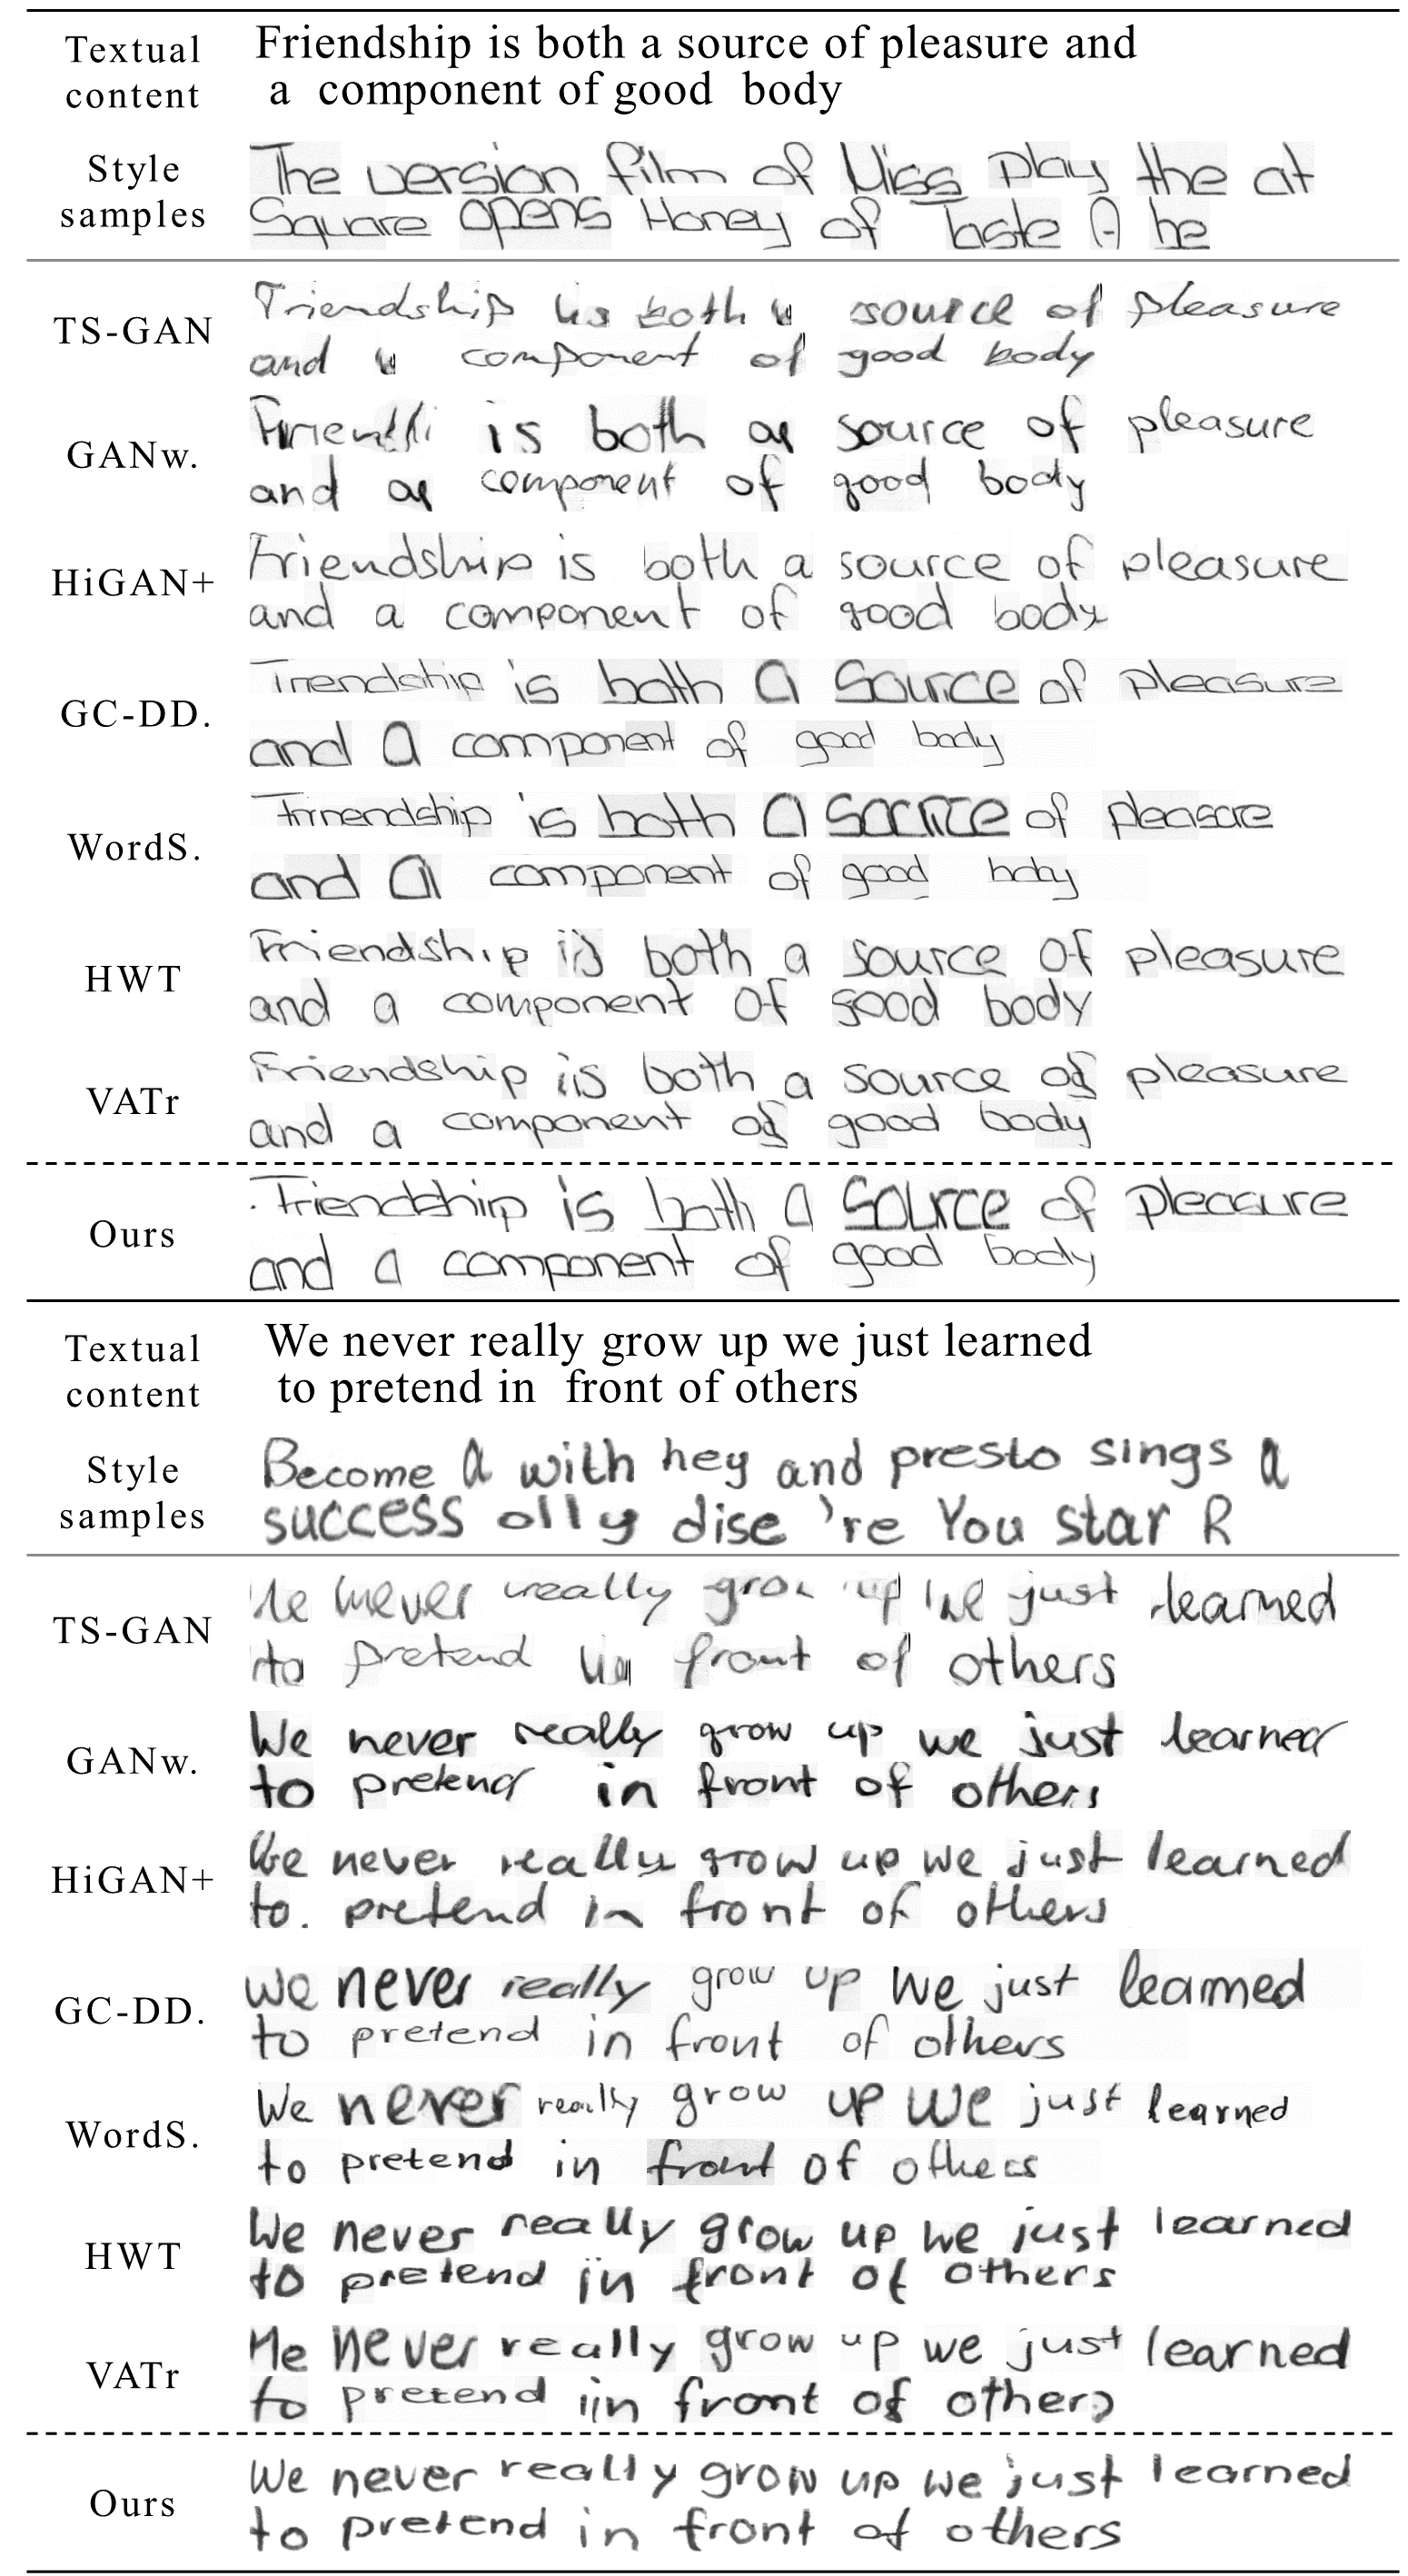 Textual content
Friendship is both a source of pleasure and
a component of good body
Style samples
The version film of Miss play the at
Square opens Honey of Taste A he
TS-GAN
Friendship is both source of pleasure
and component of good body
GANw.
is both source of pleasure
and component of good body
HiGAN+
Friendship is both a source of pleasure
and a component of good body
GC-DD.
Trendship is both a Source of pleasure
and a component of good body
WordS.
is both a of pleasure
and a component of good body
HWT
Friendship is both a source of pleasure
and a component of good body
VATr
Friendship iis both a source of pleasure
and a component of good body
Ours
Friendship is both a source of pleasure
and a component of good body
Textual content
We never really grow up we just learned
to pretend in front of others
Style samples
Become a with hey and presto sings a
success olly dise 're You star R
TS-GAN
never really up just learned
to pretend front of others
GANw.
We never really grow up we just learned
to pretend in front of others
HiGAN+
We never really grow up we just learned
to. pretend in front of others
GC-DD.
We never really grow up We just learned
to pretend in front of others
WordS.
We never really grow up we just learned
to pretend in front of others
HWT
We never really grow up we just learned
to pretend in front of others
VATr
Me never really grow up we just learned
to pretend iin front of others
Ours
We never really grow up we just learned
to pretend in front of others